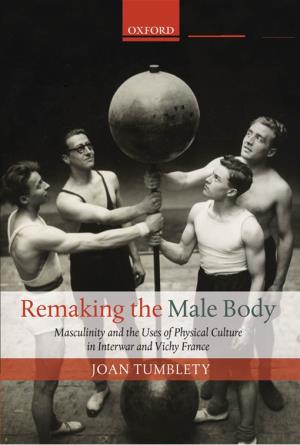 OXFORD
Remaking the Male Body
Masculinity and the Uses of Physical Culture
in Interwar and Vichy France
JOAN TUMBLETY